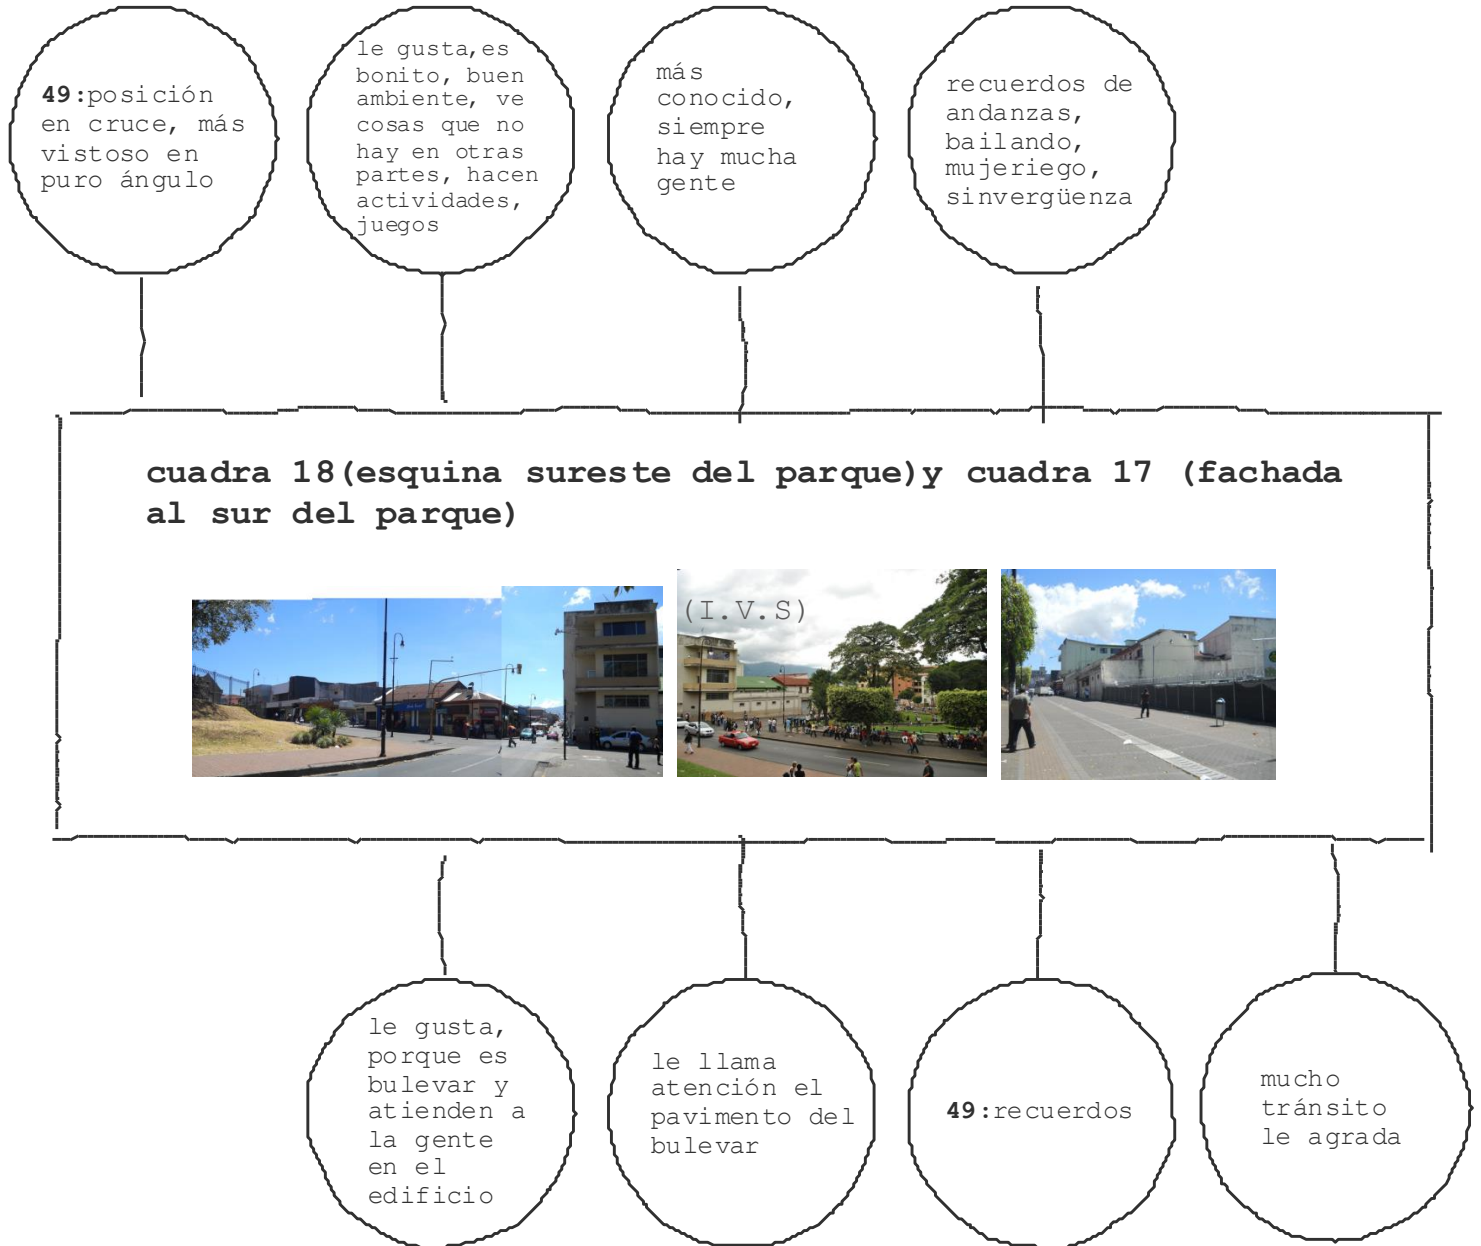 49:posición
en cruce, más
vistoso en
puro ángulo
le gusta,es
bonito, buen
ambiente, ve
cosas que no
hay en otras
partes, hacen
actividades,
juegos
más
conocido,
siempre
hay mucha
gente
recuerdos de
andanzas,
bailando,
mujeriego,
sinvergüenza
cuadra 18(esquina sureste del parque)y cuadra 17 (fachada
al sur del parque)
(I.V.S)
le gusta,
porque es
bulevar y
atienden a
la gente
en el
edificio
le llama
atención el
pavimento del
bulevar
49:recuerdos
mucho
tránsito
le agrada